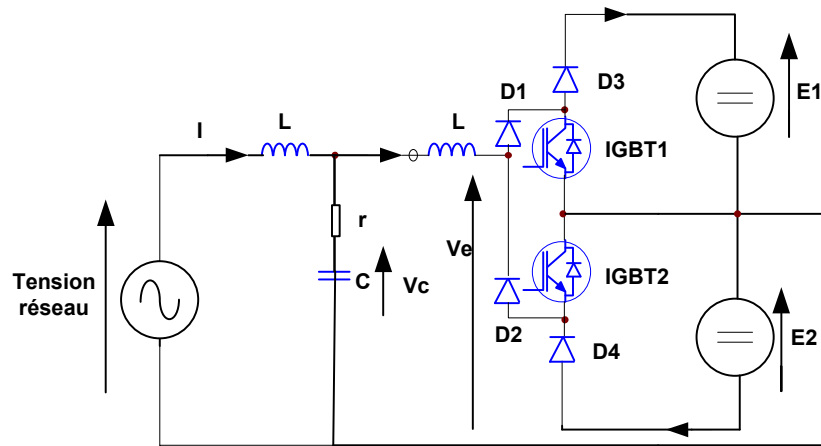 D3
D1
E1
I
L
L
IGBT1
r
Ve
Tension
réseau
C
Vc
IGBT2
D2
D4
E2